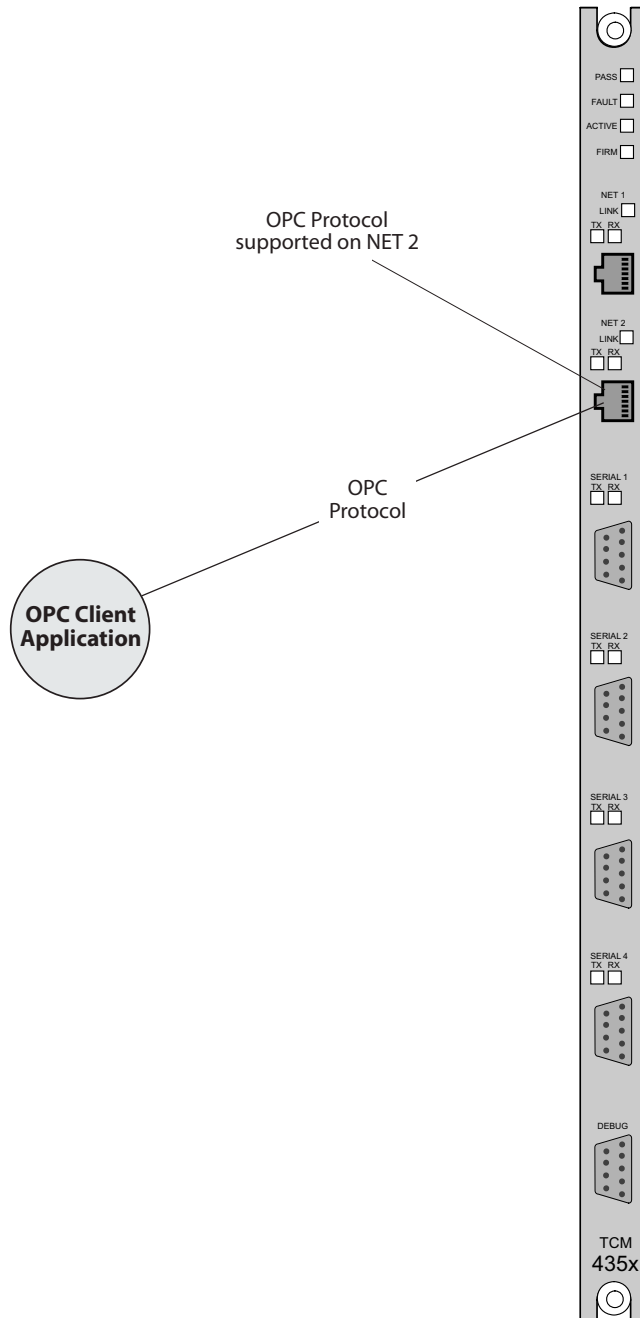 PASS
FAULT
ACTIVE
FIRM
NET 1
LINK
TX RX
OPC Protocol
supported on NET 2
NET 2
LINK
TX RX
SERIAL 1
TX RX
OPC
Protocol
OPC Client
Application
SERIAL 2
TX RX
SERIAL 3
TX RX
SERIAL 4
TX RX
DEBUG
TCM
435x